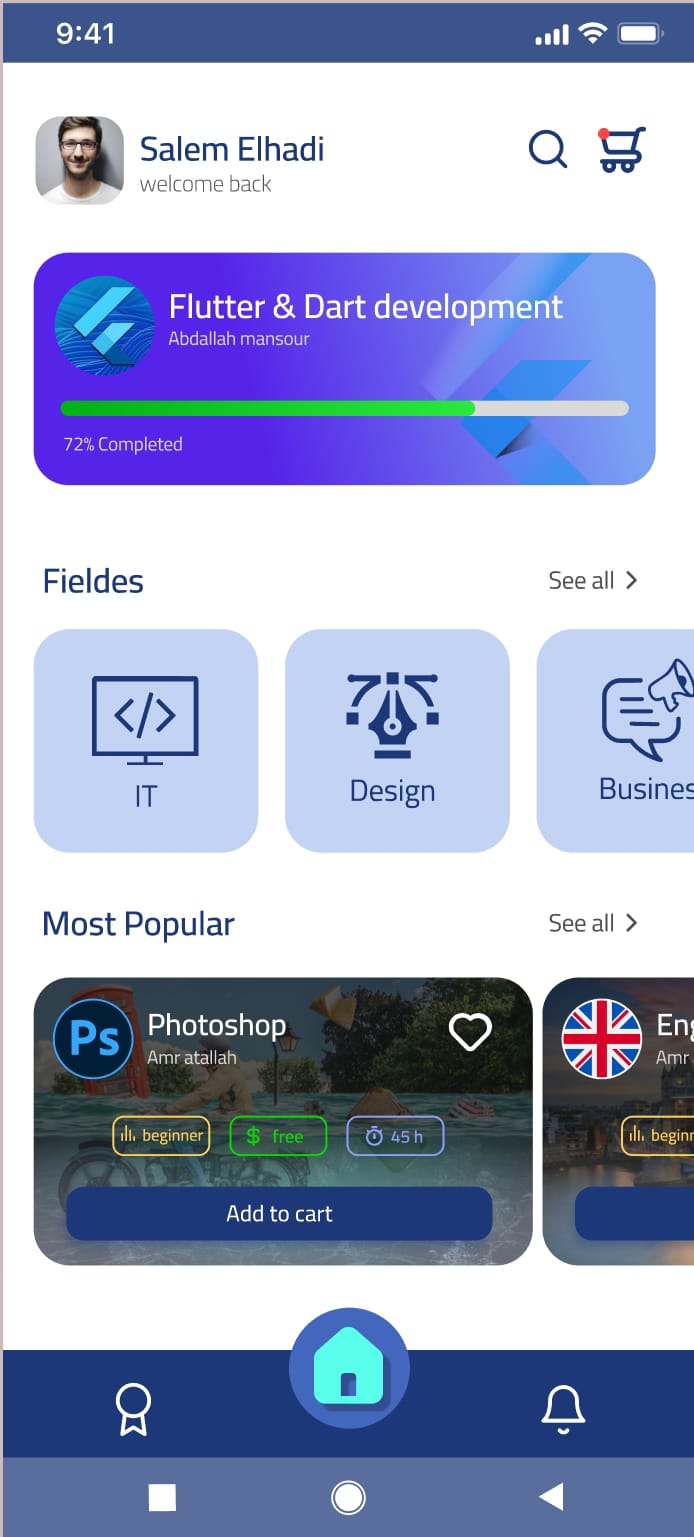 9:41
Salem Elhadi
welcome back
Flutter & Dart development
Abdallah mansour
72% Completed
Fieldes
See all
</>
IT
Design
Busines
Most Popular
See all
Ps
Photoshop
Amr atallah
beginner
$ free
45 h
Add to cart
Eng
Amr
beginn